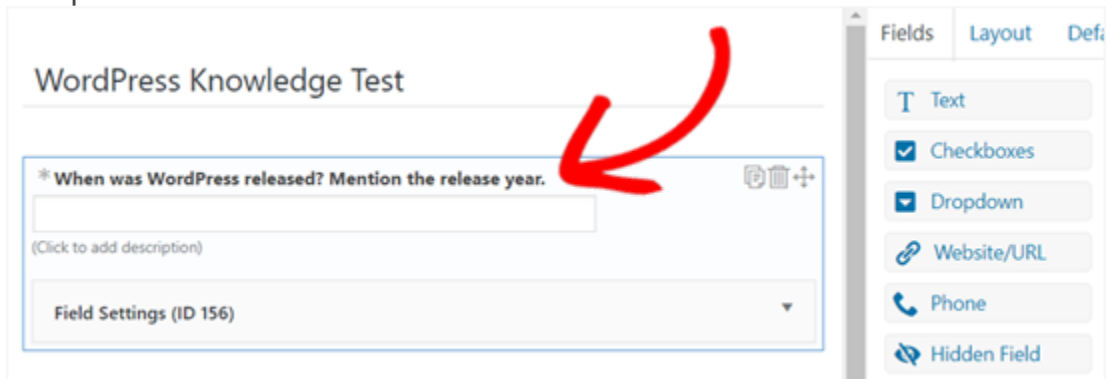 Fields Layout Defa
WordPress Knowledge Test
T Text
Checkboxes
* When was WordPress released? Mention the release year.
Dropdown
(Click to add description)
Website/URL
Field Settings (ID 156)
Phone
Hidden Field